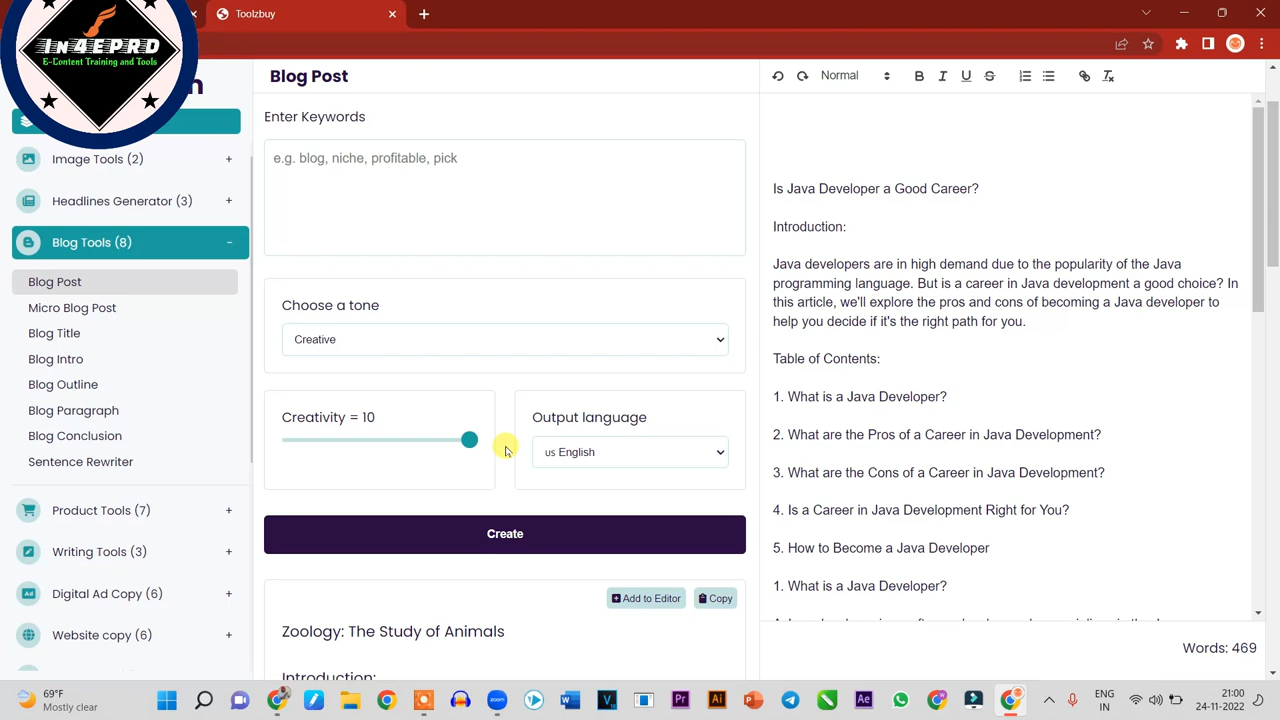 Toolzbuy
IN4EPRD
E-Content Training and Tools
n
Image Tools (2)
Headlines Generator (3)
Blog Tools (8)
Blog Post
Micro Blog Post
Blog Title
Blog Intro
Blog Outline
Blog Paragraph
Blog Conclusion
Sentence Rewriter
Product Tools (7)
Writing Tools (3)
Digital Ad Copy (6)
Website copy (6)
Blog Post
Enter Keywords
e.g. blog, niche, profitable, pick
Choose a tone
Creative
Creativity = 10
Output language
us English
Create
Add to Editor
Copy
Zoology: The Study of Animals
Introduction:
Normal
Is Java Developer a Good Career?
Introduction:
Java developers are in high demand due to the popularity of the Java
programming language. But is a career in Java development a good choice? In
this article, we'll explore the pros and cons of becoming a Java developer to
help you decide if it's the right path for you.
Table of Contents:
1. What is a Java Developer?
2. What are the Pros of a Career in Java Development?
3. What are the Cons of a Career in Java Development?
4. Is a Career in Java Development Right for You?
5. How to Become a Java Developer
1. What is a Java Developer?
Words: 469
69°F
Mostly clear
ENG
IN
21:00
24-11-2022